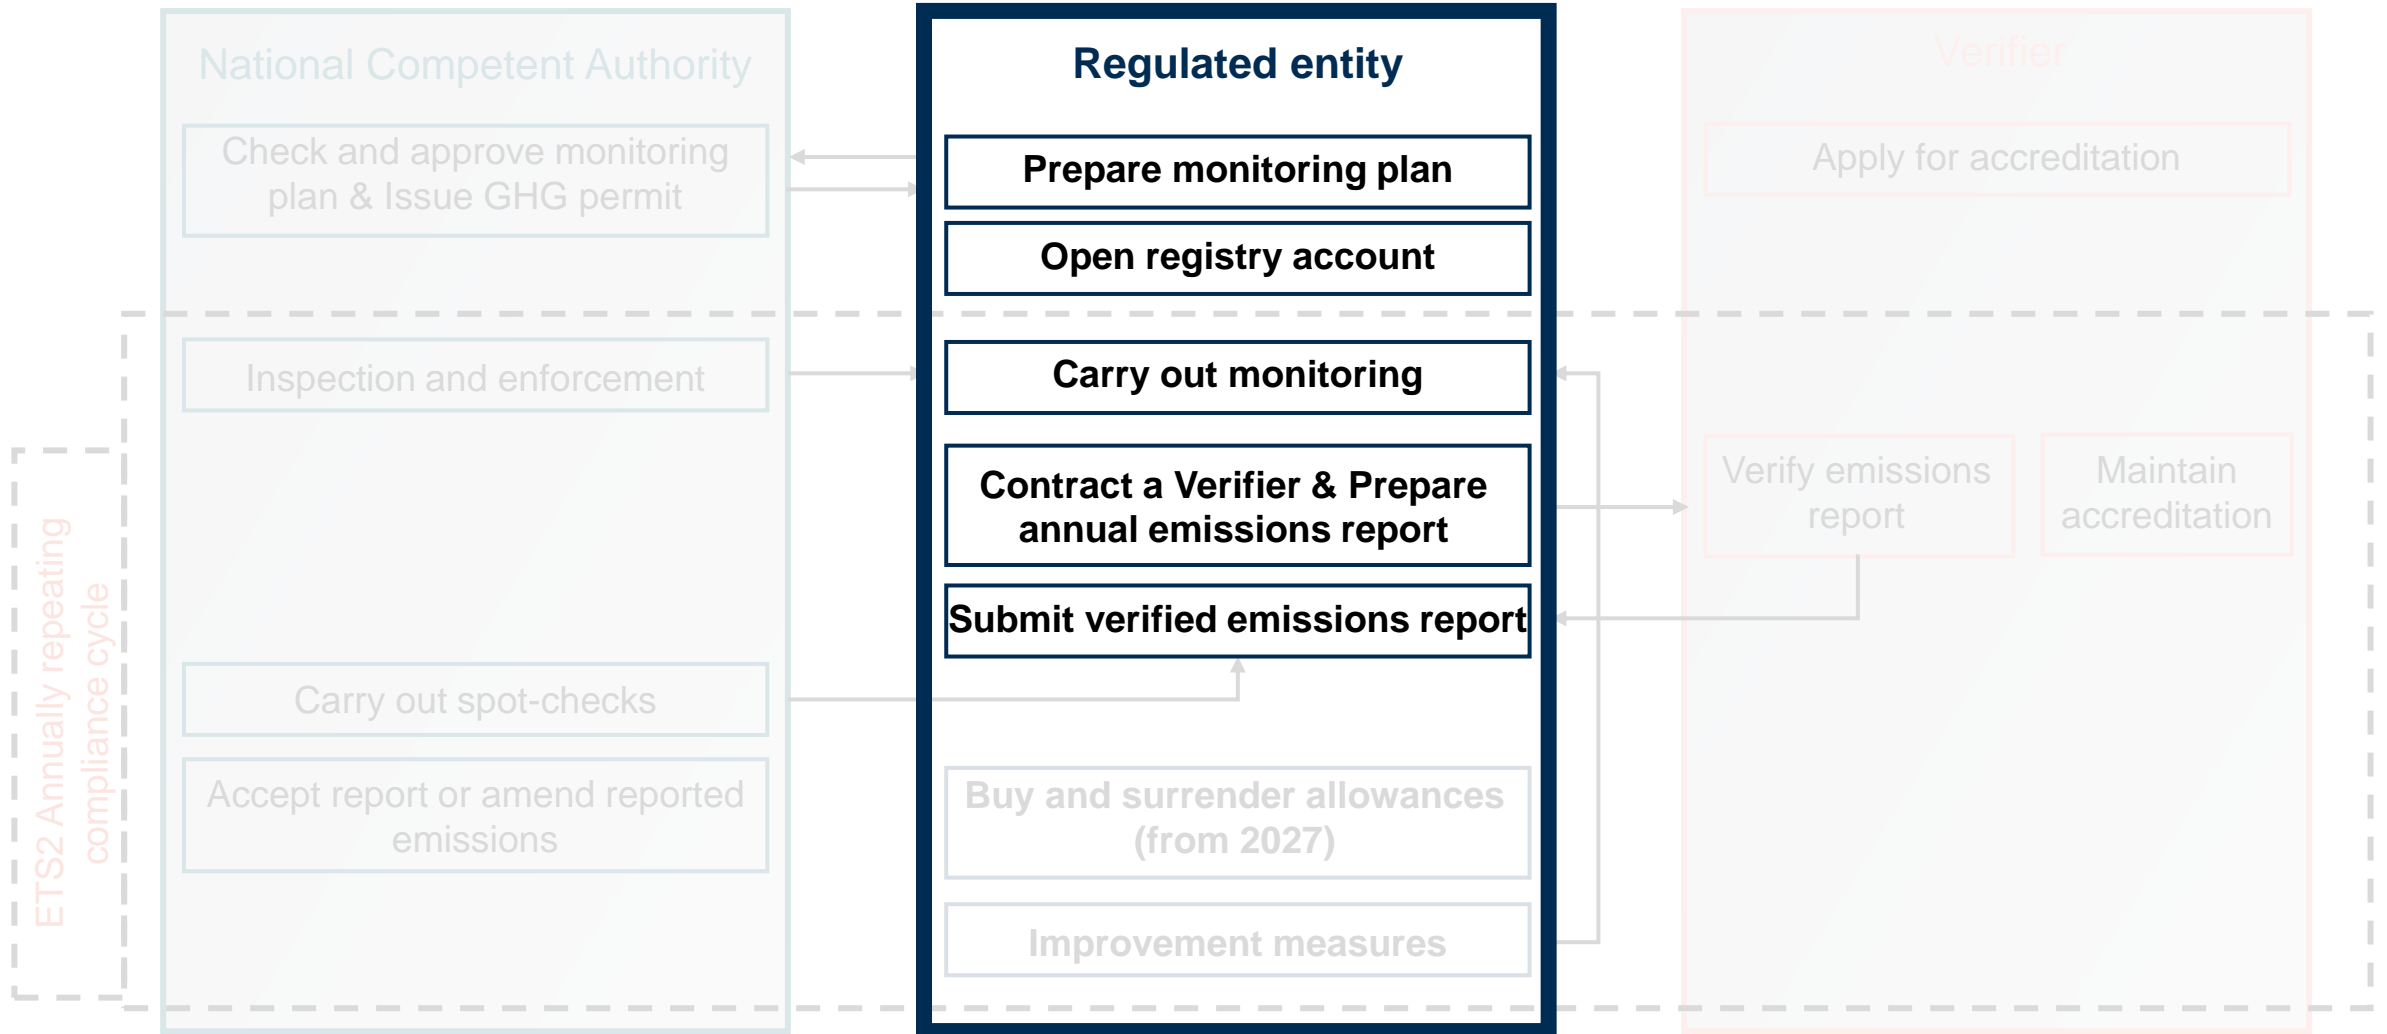 National Competent Authority
Check and approve monitoring
plan & Issue GHG permit
Inspection and enforcement
Carry out spot-checks
Accept report or amend reported
emissions
Regulated entity
Prepare monitoring plan
Open registry account
Carry out monitoring
Contract a Verifier & Prepare
annual emissions report
Submit verified emissions report
Buy and surrender allowances
(from 2027)
Improvement measures
Verifier
Apply for accreditation
Verify emissions
report
Maintain
accreditation
ETS2 Annually repeating
compliance cycle